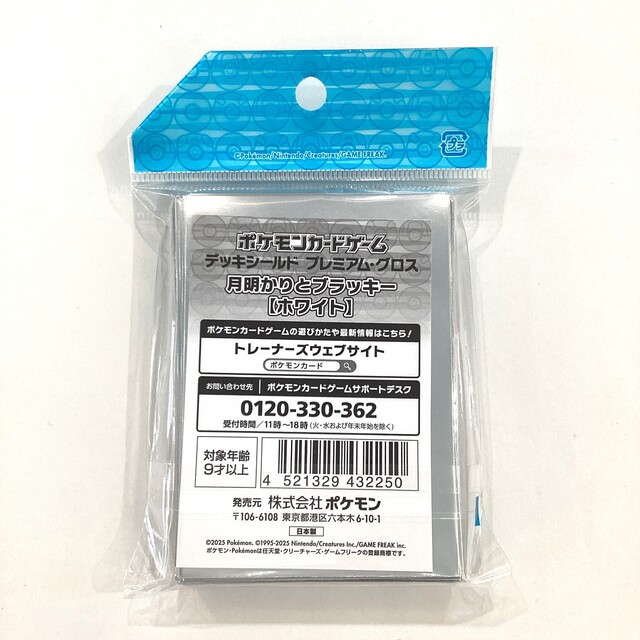 ©Pokémon/Nintendo/Creatures/GAME FREAK.
プラ
ポケモンカードゲーム
デッキシールド プレミアム・グロス
月明かりとブラッキー
【ホワイト】
ポケモンカードゲームの遊びかたや最新情報はこちら!
トレーナーズウェブサイト
ポケモンカード
お問い合わせ先 ポケモンカードゲームサポートデスク
0120-330-362
受付時間/11時~18時(火・水および年末年始を除く)
対象年齢
9才以上
4 521329 432250
発売元 株式会社ポケモン
〒106-6108 東京都港区六本木6-10-1
日本製
©2025 Pokémon. ©1995-2025 Nintendo/Creatures Inc./GAME FREAK inc.
ポケモン・Pokémonは任天堂・クリーチャーズ・ゲームフリークの登録商標です。